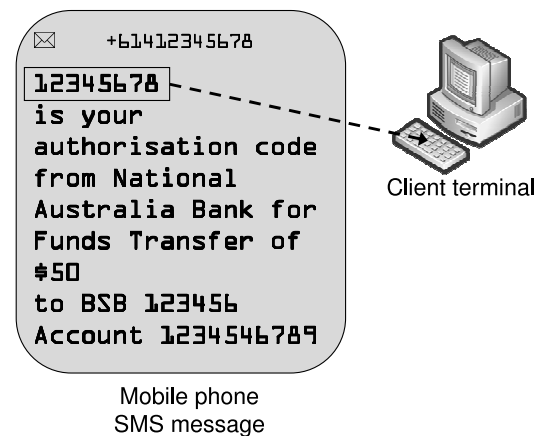 +61412345678
12345678
is your
authorisation code
from National
Australia Bank for
Funds Transfer of
$50
to BSB 123456
Account 1234546789
Client terminal
Mobile phone
SMS message